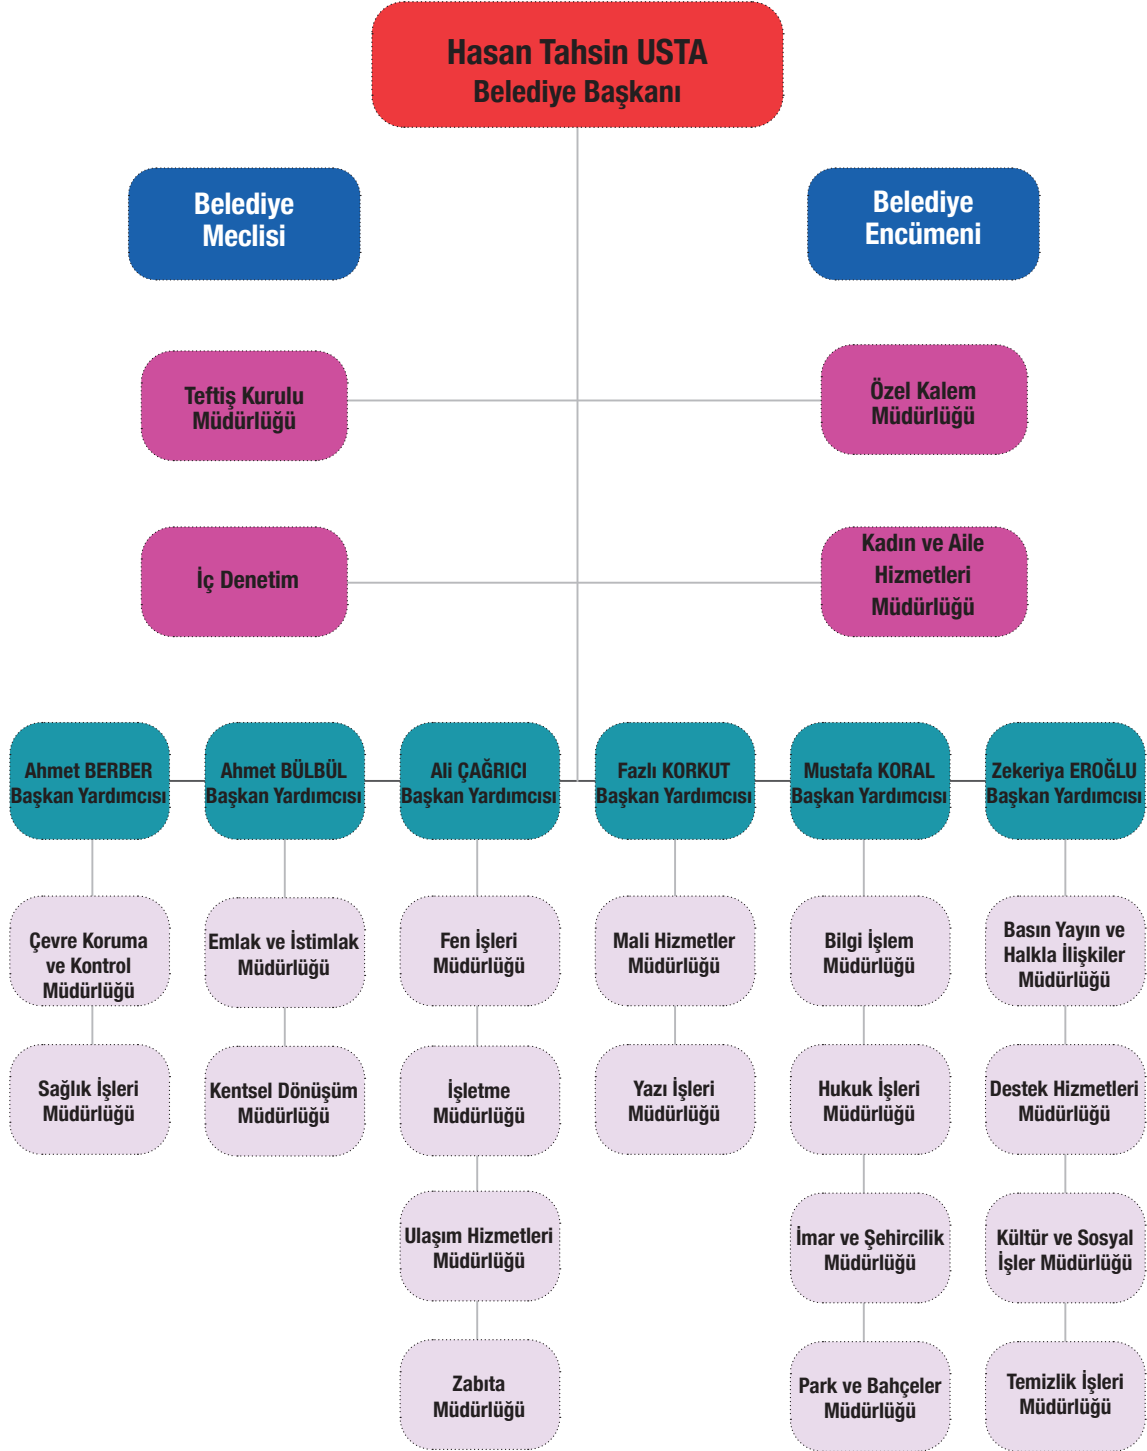 Hasan Tahsin USTA
Belediye Başkanı
Belediye
Meclisi
Belediye
Encümeni
Teftiş Kurulu
Müdürlüğü
Özel Kalem
Müdürlüğü
İç Denetim
Kadın ve Aile
Hizmetleri
Müdürlüğü
Ahmet BERBER
Başkan Yardımcısı
Ahmet BÜLBÜL
Başkan Yardımcısı
Ali ÇAĞRICI
Başkan Yardımcısı
Fazlı KORKUT
Başkan Yardımcısı
Mustafa KORAL
Başkan Yardımcısı
Zekeriya EROĞLU
Başkan Yardımcısı
Çevre Koruma
ve Kontrol
Müdürlüğü
Emlak ve İstimlak
Müdürlüğü
Fen İşleri
Müdürlüğü
Mali Hizmetler
Müdürlüğü
Bilgi İşlem
Müdürlüğü
Basın Yayın ve
Halkla İlişkiler
Müdürlüğü
Sağlık İşleri
Müdürlüğü
Kentsel Dönüşüm
Müdürlüğü
İşletme
Müdürlüğü
Yazı İşleri
Müdürlüğü
Hukuk İşleri
Müdürlüğü
Destek Hizmetleri
Müdürlüğü
Ulaşım Hizmetleri
Müdürlüğü
İmar ve Şehircilik
Müdürlüğü
Kültür ve Sosyal
İşler Müdürlüğü
Zabıta
Müdürlüğü
Park ve Bahçeler
Müdürlüğü
Temizlik İşleri
Müdürlüğü